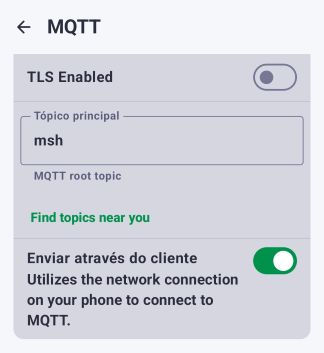 MQTT
TLS Enabled
Tópico principal
msh
MQTT root topic
Find topics near you
Enviar através do cliente
Utilizes the network connection
on your phone to connect to
MQTT.